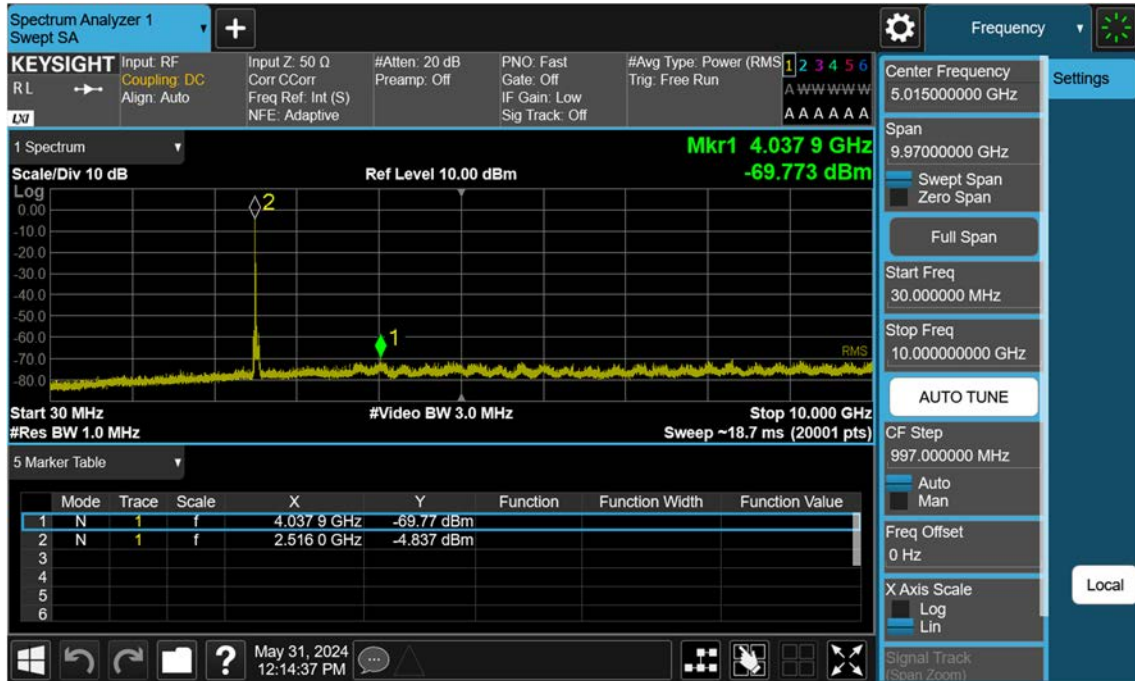 Spectrum Analyzer 1
Swept SA
+
Frequency
KEYSIGHT
RL
LXI
Input: RF
Coupling: DC
Align: Auto
Input Z: 50 Ω
Corr CCorr
Freq Ref: Int (S)
NFE: Adaptive
#Atten: 20 dB
Preamp: Off
PNO: Fast
Gate: Off
IF Gain: Low
Sig Track: Off
#Avg Type: Power (RMS
Trig: Free Run
1 2 3 4 5 6
A W W W W W
A A A A A A
1 Spectrum
Mkr1 4.037 9 GHz
Scale/Div 10 dB
Ref Level 10.00 dBm
-69.773 dBm
Log
0.00
-10.0
-20.0
-30.0
-40.0
-50.0
-60.0
-70.0
-80.0
2
1
RMS
Start 30 MHz
#Video BW 3.0 MHz
Stop 10.000 GHz
#Res BW 1.0 MHz
Sweep ~18.7 ms (20001 pts)
5 Marker Table
Mode Trace Scale X Y Function Function Width Function Value
1 N 1 f 4.037 9 GHz -69.77 dBm
2 N 1 f 2.516 0 GHz -4.837 dBm
3
4
5
6
?
May 31, 2024
12:14:37 PM
Center Frequency
5.015000000 GHz
Settings
Span
9.97000000 GHz
Swept Span
Zero Span
Full Span
Start Freq
30.000000 MHz
Stop Freq
10.000000000 GHz
AUTO TUNE
CF Step
997.000000 MHz
Auto
Man
Freq Offset
0 Hz
X Axis Scale
Log
Lin
Local
Signal Track
(Span Zoom)